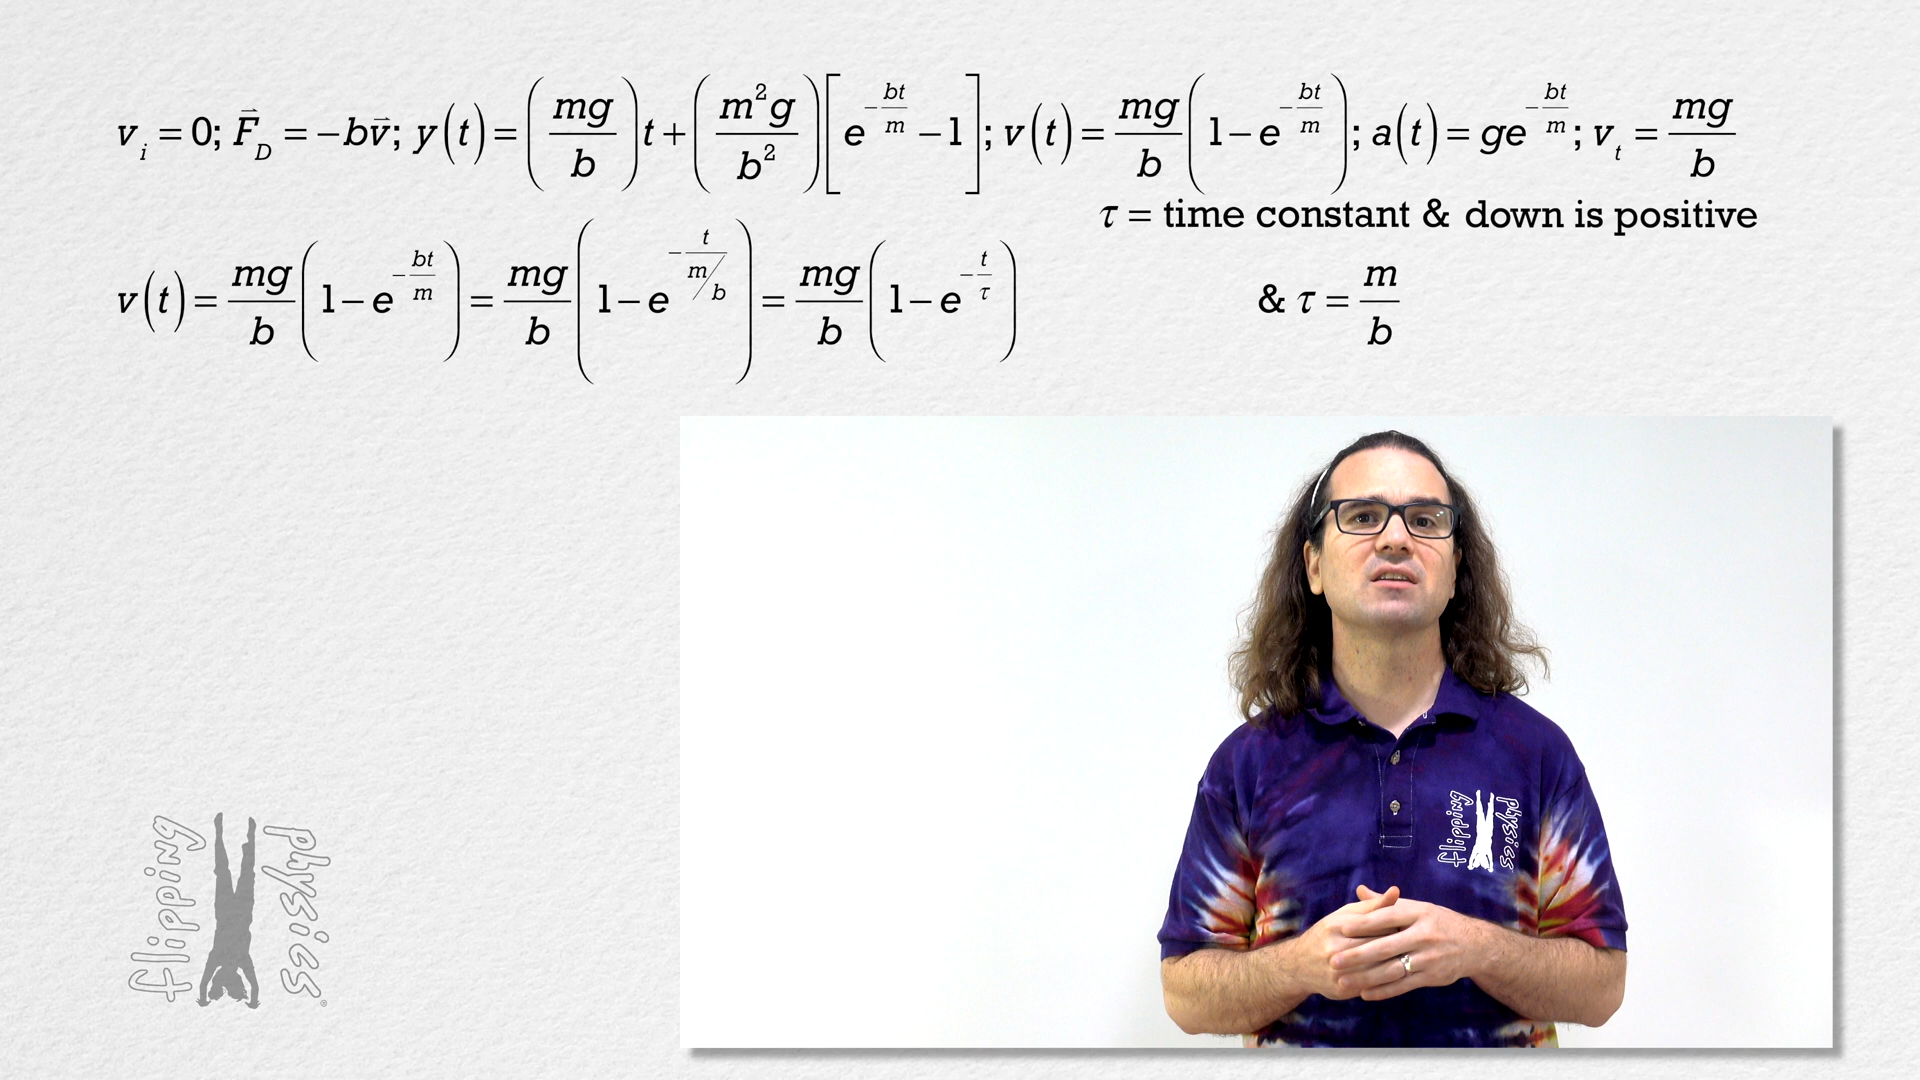 v_i = 0; F⃗_D = −bv⃗; y(t) = (mg/b)t + (m²g/b²)[e^(−bt/m) − 1]; v(t) = mg/b(1 − e^(−bt/m)); a(t) = ge^(−bt/m); v_t = mg/b
τ = time constant & down is positive
v(t) = mg/b(1 − e^(−bt/m)) = mg/b(1 − e^(−t/(m/b))) = mg/b(1 − e^(−t/τ)) & τ = m/b
flipping physics
flipping physics®